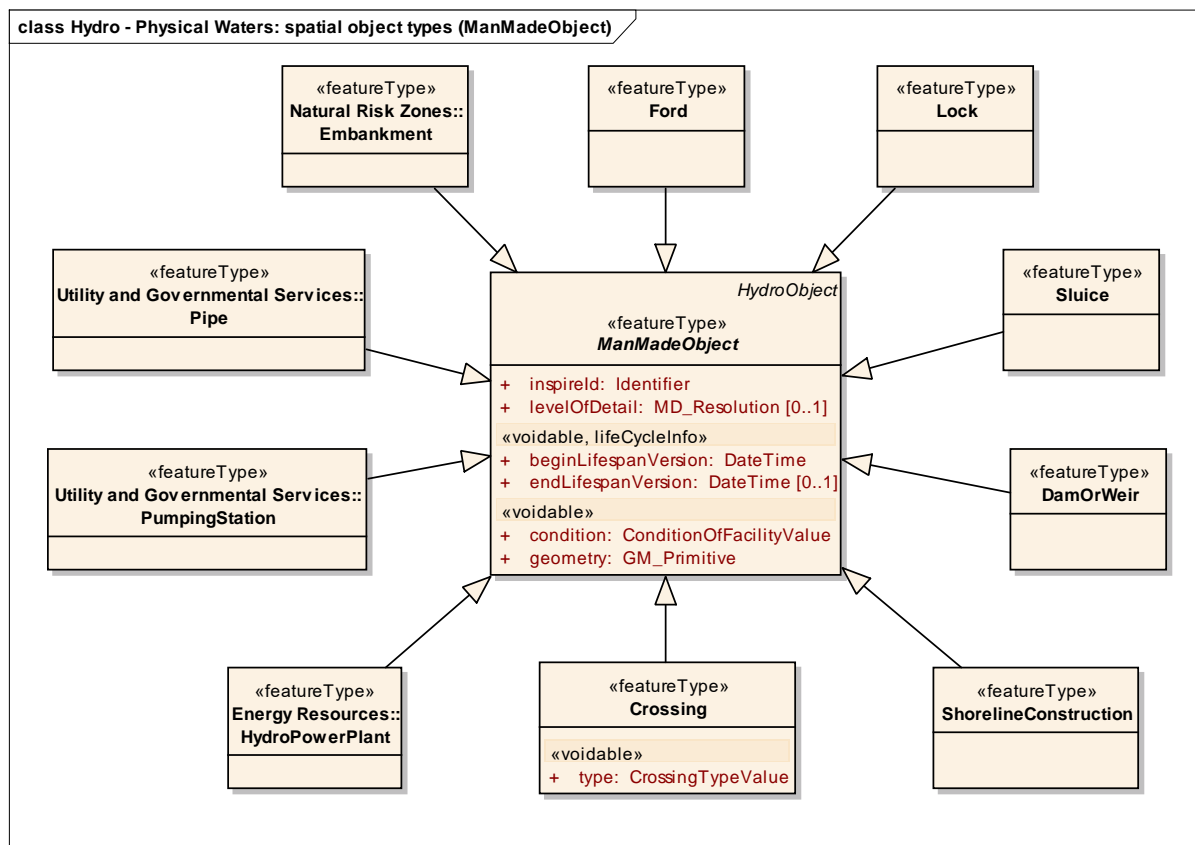 class Hydro - Physical Waters: spatial object types (ManMadeObject)
«featureType»
Natural Risk Zones::
Embankment
«featureType»
Ford
«featureType»
Lock
«featureType»
Utility and Governmental Services::
Pipe
HydroObject
«featureType»
ManMadeObject
+ inspireId: Identifier
+ levelOfDetail: MD_Resolution [0..1]
«voidable, lifeCycleInfo»
+ beginLifespanVersion: DateTime
+ endLifespanVersion: DateTime [0..1]
«voidable»
+ condition: ConditionOfFacilityValue
+ geometry: GM_Primitive
«featureType»
Sluice
«featureType»
Utility and Governmental Services::
PumpingStation
«featureType»
DamOrWeir
«featureType»
Energy Resources::
HydroPowerPlant
«featureType»
Crossing
«voidable»
+ type: CrossingTypeValue
«featureType»
ShorelineConstruction